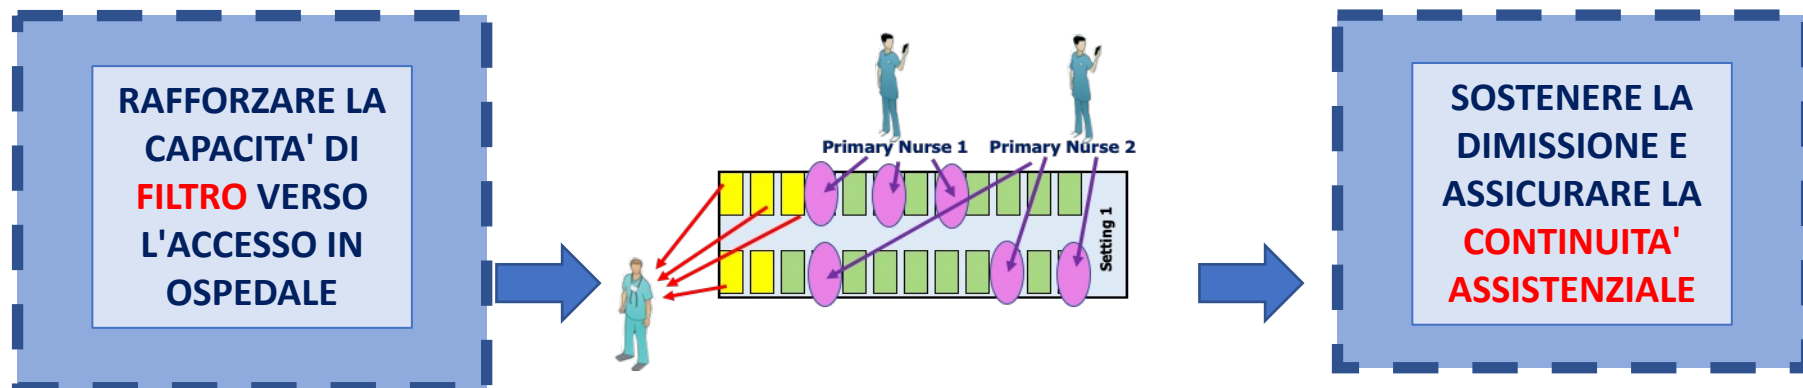 RAFFORZARE LA
CAPACITA' DI
FILTRO VERSO
L'ACCESSO IN
OSPEDALE
Primary Nurse 1
Primary Nurse 2
Setting 1
SOSTENERE LA
DIMISSIONE E
ASSICURARE LA
CONTINUITA'
ASSISTENZIALE